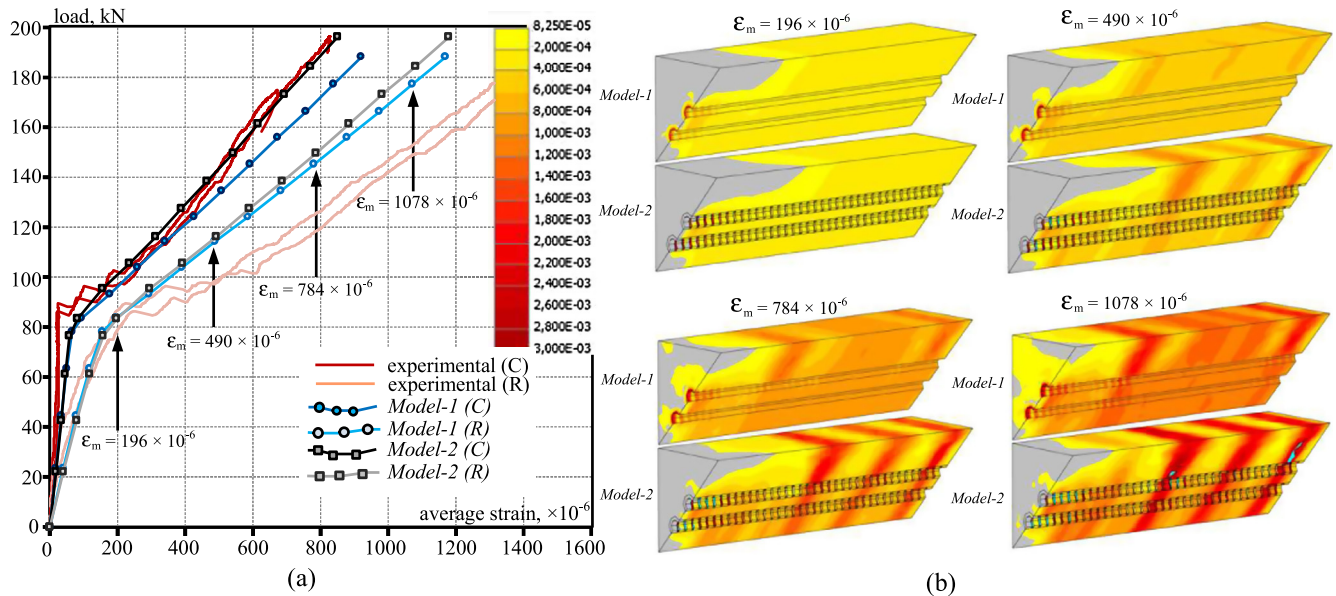 load, kN
200
180
160
140
120
100
80
60
40
20
0
0
200
400
600
800
1000
1200
1400
1600
average strain, ×10-6
εm = 196 × 10-6
εm = 490 × 10-6
εm = 784 × 10-6
εm = 1078 × 10-6
experimental (C)
experimental (R)
Model-1 (C)
Model-1 (R)
Model-2 (C)
Model-2 (R)
8,250E-05
2,000E-04
4,000E-04
6,000E-04
8,000E-04
1,000E-03
1,200E-03
1,400E-03
1,600E-03
1,800E-03
2,000E-03
2,200E-03
2,400E-03
2,600E-03
2,800E-03
3,000E-03
(a)
εm = 196 × 10-6
Model-1
Model-2
εm = 490 × 10-6
Model-1
Model-2
εm = 784 × 10-6
Model-1
Model-2
εm = 1078 × 10-6
Model-1
Model-2
(b)